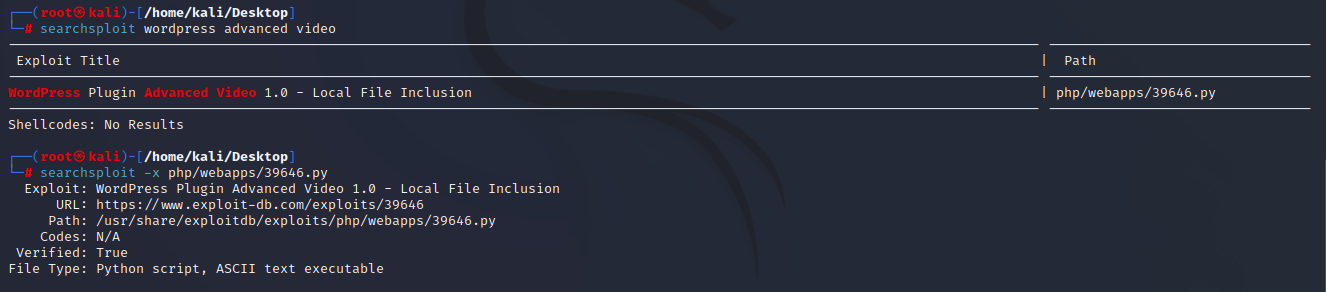 ┌──(root㉿kali)-[/home/kali/Desktop]
└─# searchsploit wordpress advanced video
Exploit Title | Path
WordPress Plugin Advanced Video 1.0 - Local File Inclusion | php/webapps/39646.py
Shellcodes: No Results
┌──(root㉿kali)-[/home/kali/Desktop]
└─# searchsploit -x php/webapps/39646.py
Exploit: WordPress Plugin Advanced Video 1.0 - Local File Inclusion
URL: https://www.exploit-db.com/exploits/39646
Path: /usr/share/exploitdb/exploits/php/webapps/39646.py
Codes: N/A
Verified: True
File Type: Python script, ASCII text executable